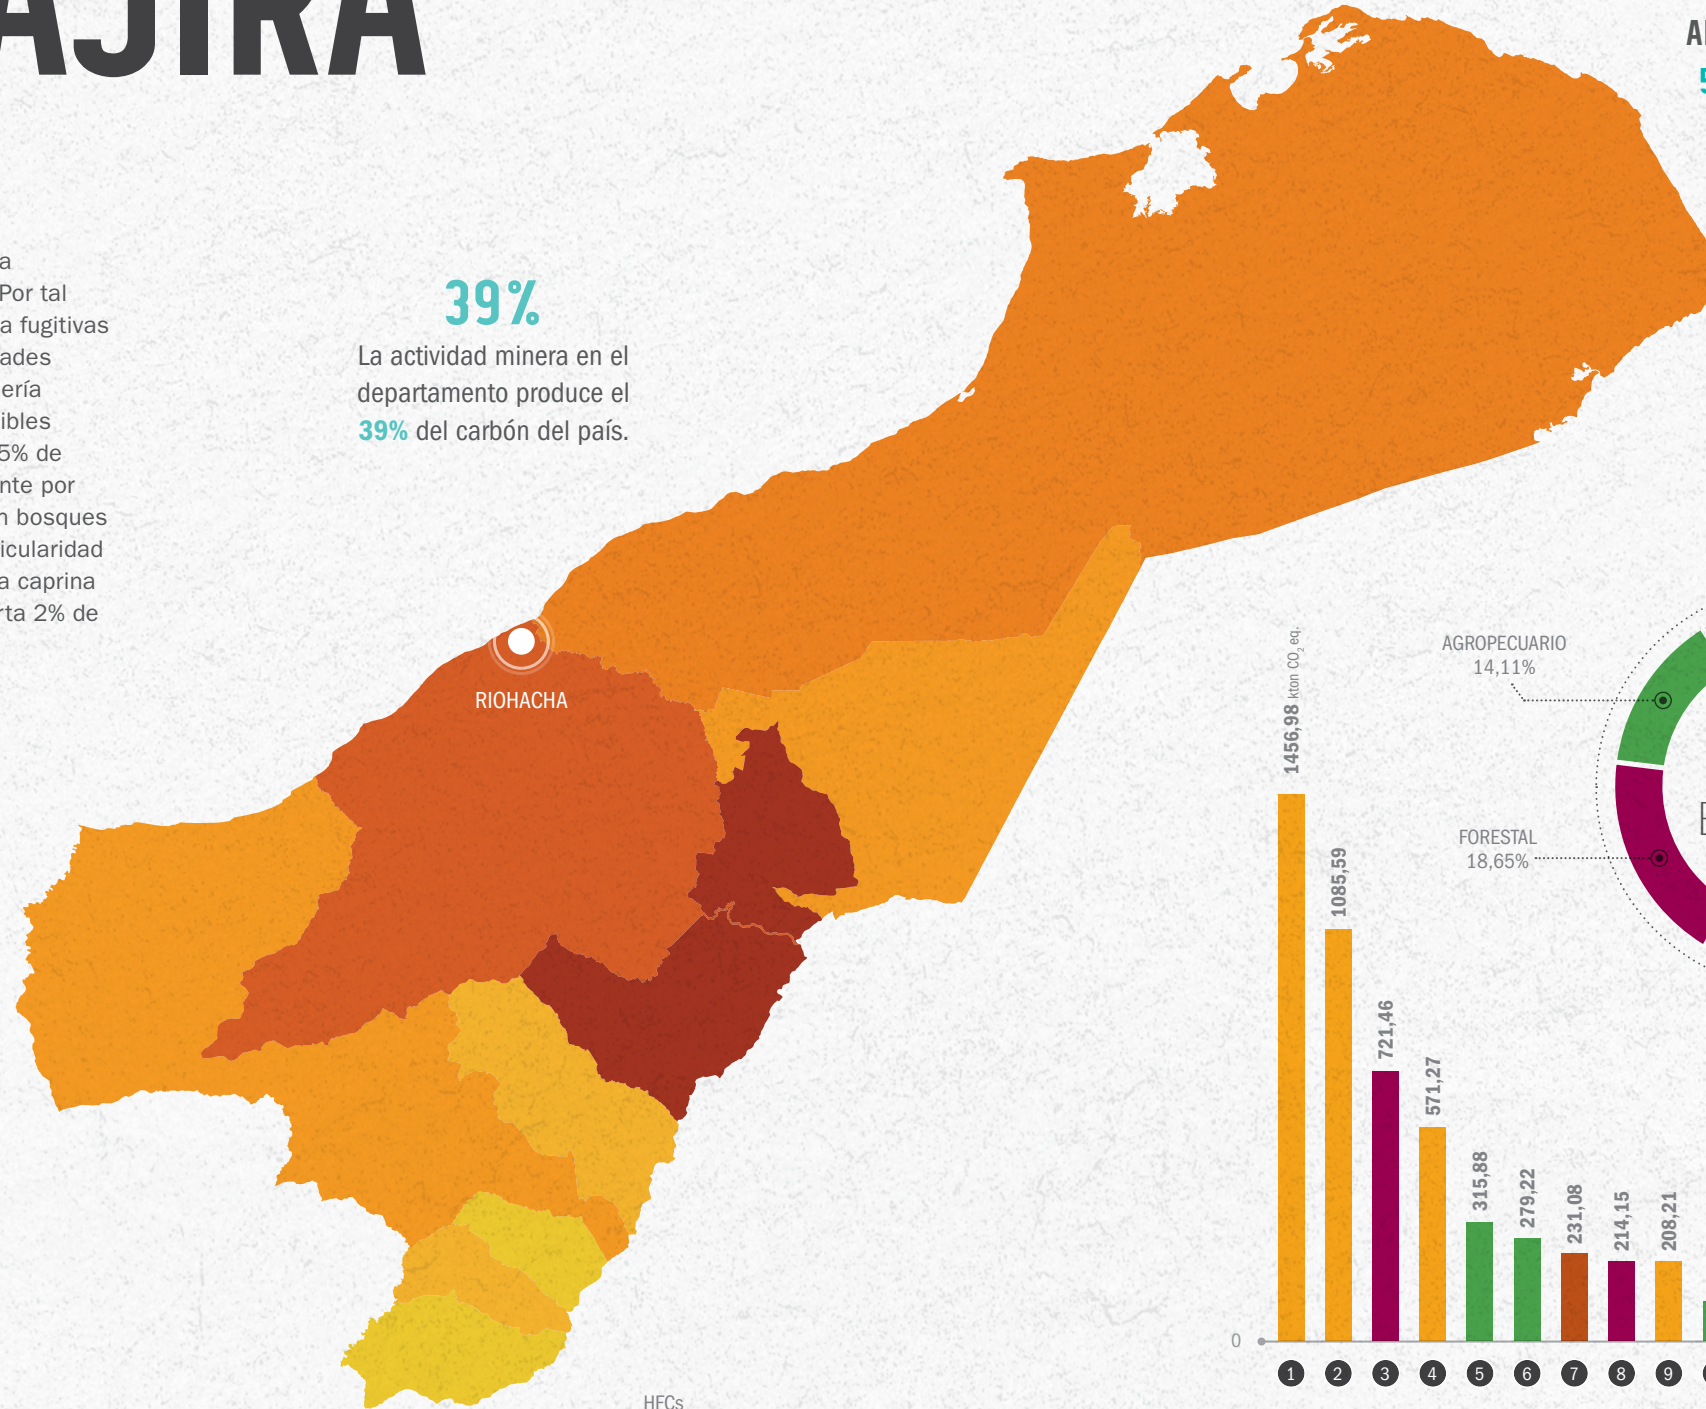 AJIRA
a
Por tal
a fugitivas
ades
ería
ibles
5% de
nte por
n bosques
icularidad
a caprina
rta 2% de
39%
La actividad minera en el
departamento produce el
39% del carbón del país.
RIOHACHA
AGROPECUARIO
14,11%
FORESTAL
18,65%
1456,98 kton CO₂ eq.
1085,59
721,46
571,27
315,88
279,22
231,08
214,15
208,21
0
1 2 3 4 5 6 7 8 9
HFCs